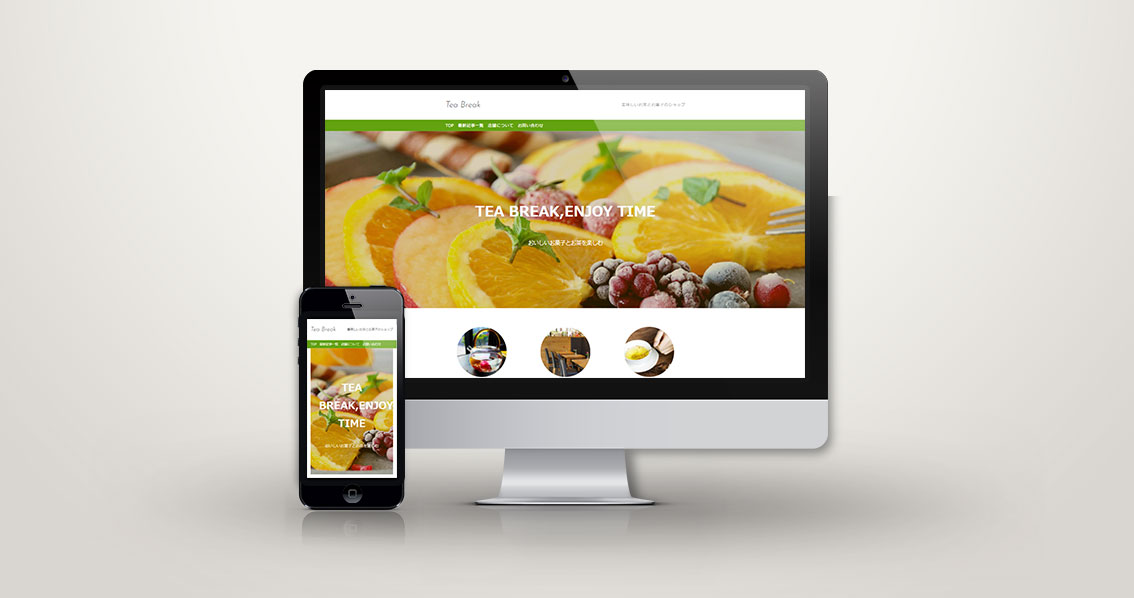 Tea Break
美味しいお茶とお菓子のショップ
TOP 最新記事一覧 店舗について お問い合わせ
TEA BREAK,ENJOY TIME
おいしいお菓子とお茶を楽しむ
Tea Break
美味しいお茶とお菓子のショップ
TOP 最新記事一覧 店舗について お問い合わせ
TEA
BREAK,ENJOY
TIME
おいしいお菓子とお茶を楽しむ